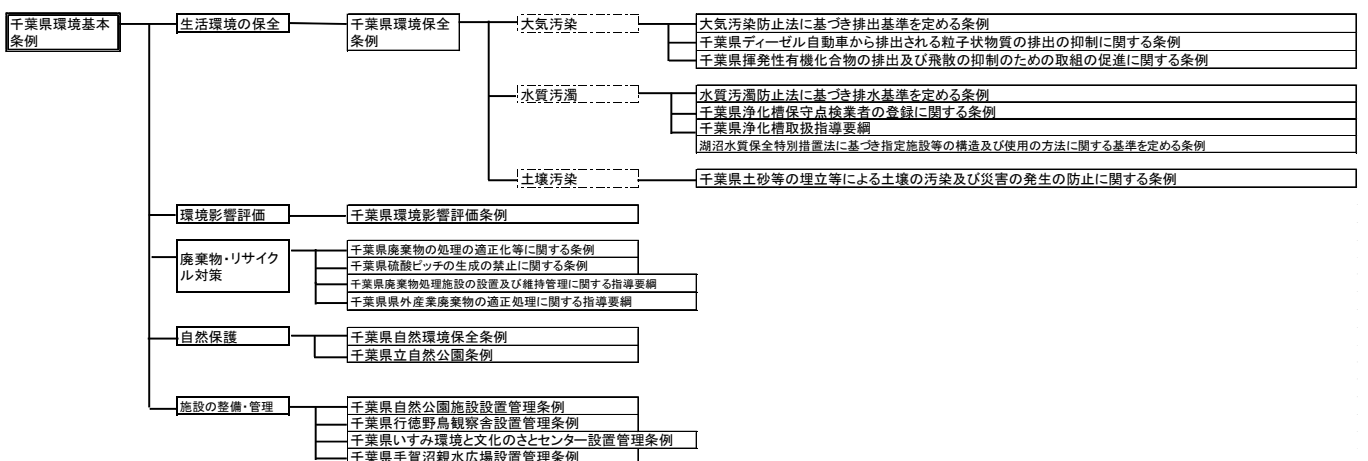 千葉県環境基本
条例
生活環境の保全
千葉県環境保全
条例
大気汚染
大気汚染防止法に基づき排出基準を定める条例
千葉県ディーゼル自動車から排出される粒子状物質の排出の抑制に関する条例
千葉県揮発性有機化合物の排出及び飛散の抑制のための取組の促進に関する条例
水質汚濁
水質汚濁防止法に基づき排水基準を定める条例
千葉県浄化槽保守点検業者の登録に関する条例
千葉県浄化槽取扱指導要綱
湖沼水質保全特別措置法に基づき指定施設等の構造及び使用の方法に関する基準を定める条例
土壌汚染
千葉県土砂等の埋立等による土壌の汚染及び災害の発生の防止に関する条例
環境影響評価
千葉県環境影響評価条例
廃棄物・リサイク
ル対策
千葉県廃棄物の処理の適正化等に関する条例
千葉県硫酸ピッチの生成の禁止に関する条例
千葉県廃棄物処理施設の設置及び維持管理に関する指導要綱
千葉県県外産業廃棄物の適正処理に関する指導要綱
自然保護
千葉県自然環境保全条例
千葉県立自然公園条例
施設の整備・管理
千葉県自然公園施設設置管理条例
千葉県行徳野鳥観察舎設置管理条例
千葉県いすみ環境と文化のさとセンター設置管理条例
千葉県手賀沼親水広場設置管理条例